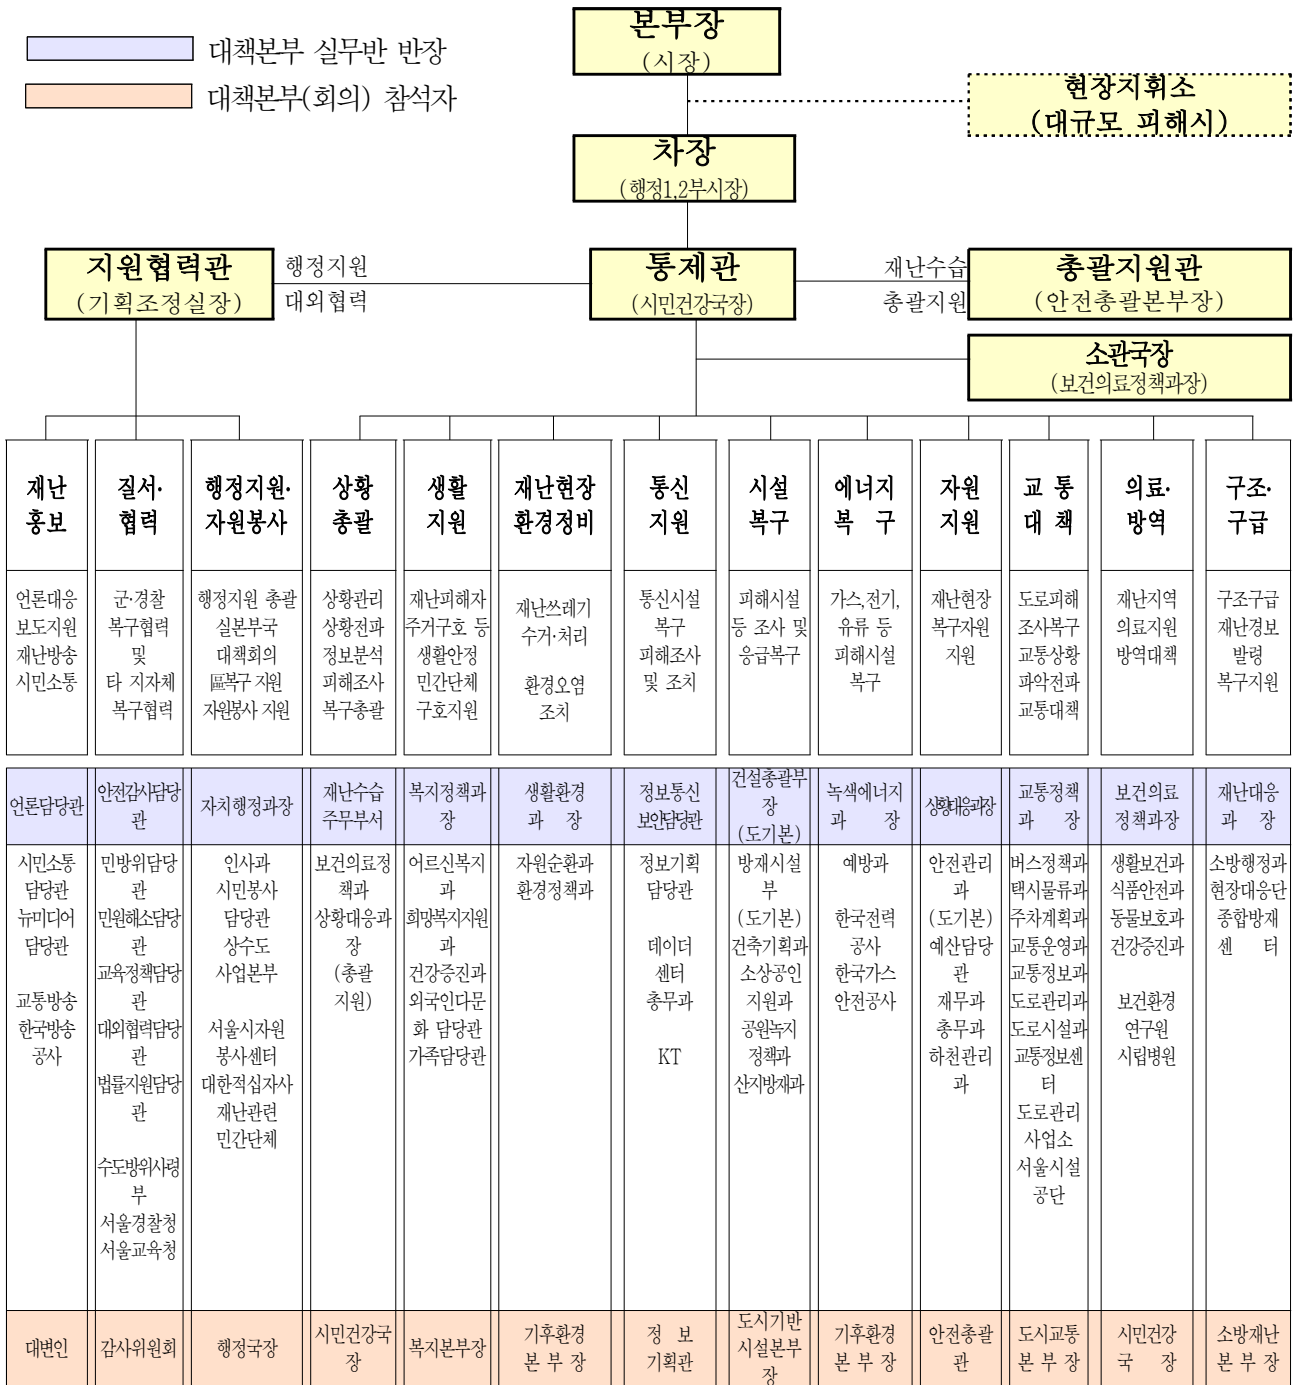 본부장
(시장)
대책본부 실무반 반장
대책본부(회의) 참석자
현장지휘소
(대규모 피해시)
차장
(행정1,2부시장)
지원협력관
(기획조정실장)
행정지원
대외협력
통제관
(시민건강국장)
재난수습
총괄지원
총괄지원관
(안전총괄본부장)
소관국장
(보건의료정책과장)
재난
홍보
질서·
협력
행정지원·
자원봉사
상황
총괄
생활
지원
재난현장
환경정비
통신
지원
시설
복구
에너지
복 구
자원
지원
교 통
대 책
의료·
방역
구조·
구급
언론대응
보도지원
재난방송
시민소통
군·경찰
복구협력
및
타 지자체
복구협력
행정지원 총괄
실본부국
대책회의
區복구 지원
자원봉사 지원
상황관리
상황전파
정보분석
피해조사
복구총괄
재난피해자
주거구호 등
생활안정
민간단체
구호지원
재난쓰레기
수거·처리
환경오염
조치
통신시설
복구
피해조사
및 조치
피해시설
등 조사 및
응급복구
가스,전기,
유류 등
피해시설
복구
재난현장
복구자원
지원
도로피해
조사복구
교통상황
파악전파
교통대책
재난지역
의료지원
방역대책
구조구급
재난경보
발령
복구지원
언론담당관
안전감사담당
관
자치행정과장
재난수습
주무부서
복지정책과
장
생활환경
과 장
정보통신
보안담당관
건설총괄부
장
(도기본)
녹색에너지
과 장
상황대응과장
교통정책
과 장
보건의료
정책과장
재난대응
과 장
시민소통
담당관
뉴미디어
담당관
교통방송
한국방송
공사
민방위담당
관
민원해소담당
관
교육정책담당
관
대외협력담당
관
법률지원담당
관
수도방위사령
부
서울경찰청
서울교육청
인사과
시민봉사
담당관
상수도
사업본부
서울시자원
봉사센터
대한적십자사
재난관련
민간단체
보건의료정
책과
상황대응과
장
(총괄
지원)
어르신복지
과
희망복지지원
과
건강증진과
외국인다문
화 담당관
가족담당관
자원순환과
환경정책과
정보기획
담당관
데이터
센터
총무과
KT
방재시설
부
(도기본)
건축기획과
소상공인
지원과
공원녹지
정책과
산지방재과
예방과
한국전력
공사
한국가스
안전공사
안전관리
과
(도기본)
예산담당
관
재무과
총무과
하천관리
과
버스정책과
택시물류과
주차계획과
교통운영과
교통정보과
도로관리과
도로시설과
교통정보센
터
도로관리
사업소
서울시설
공단
생활보건과
식품안전과
동물보호과
건강증진과
보건환경
연구원
시립병원
소방행정과
현장대응단
종합방재
센 터
대변인
감사위원회
행정국장
시민건강국
장
복지본부장
기후환경
본 부 장
정 보
기획관
도시기반
시설본부
장
기후환경
본 부 장
안전총괄
관
도시교통
본 부 장
시민건강
국 장
소방재난
본 부 장